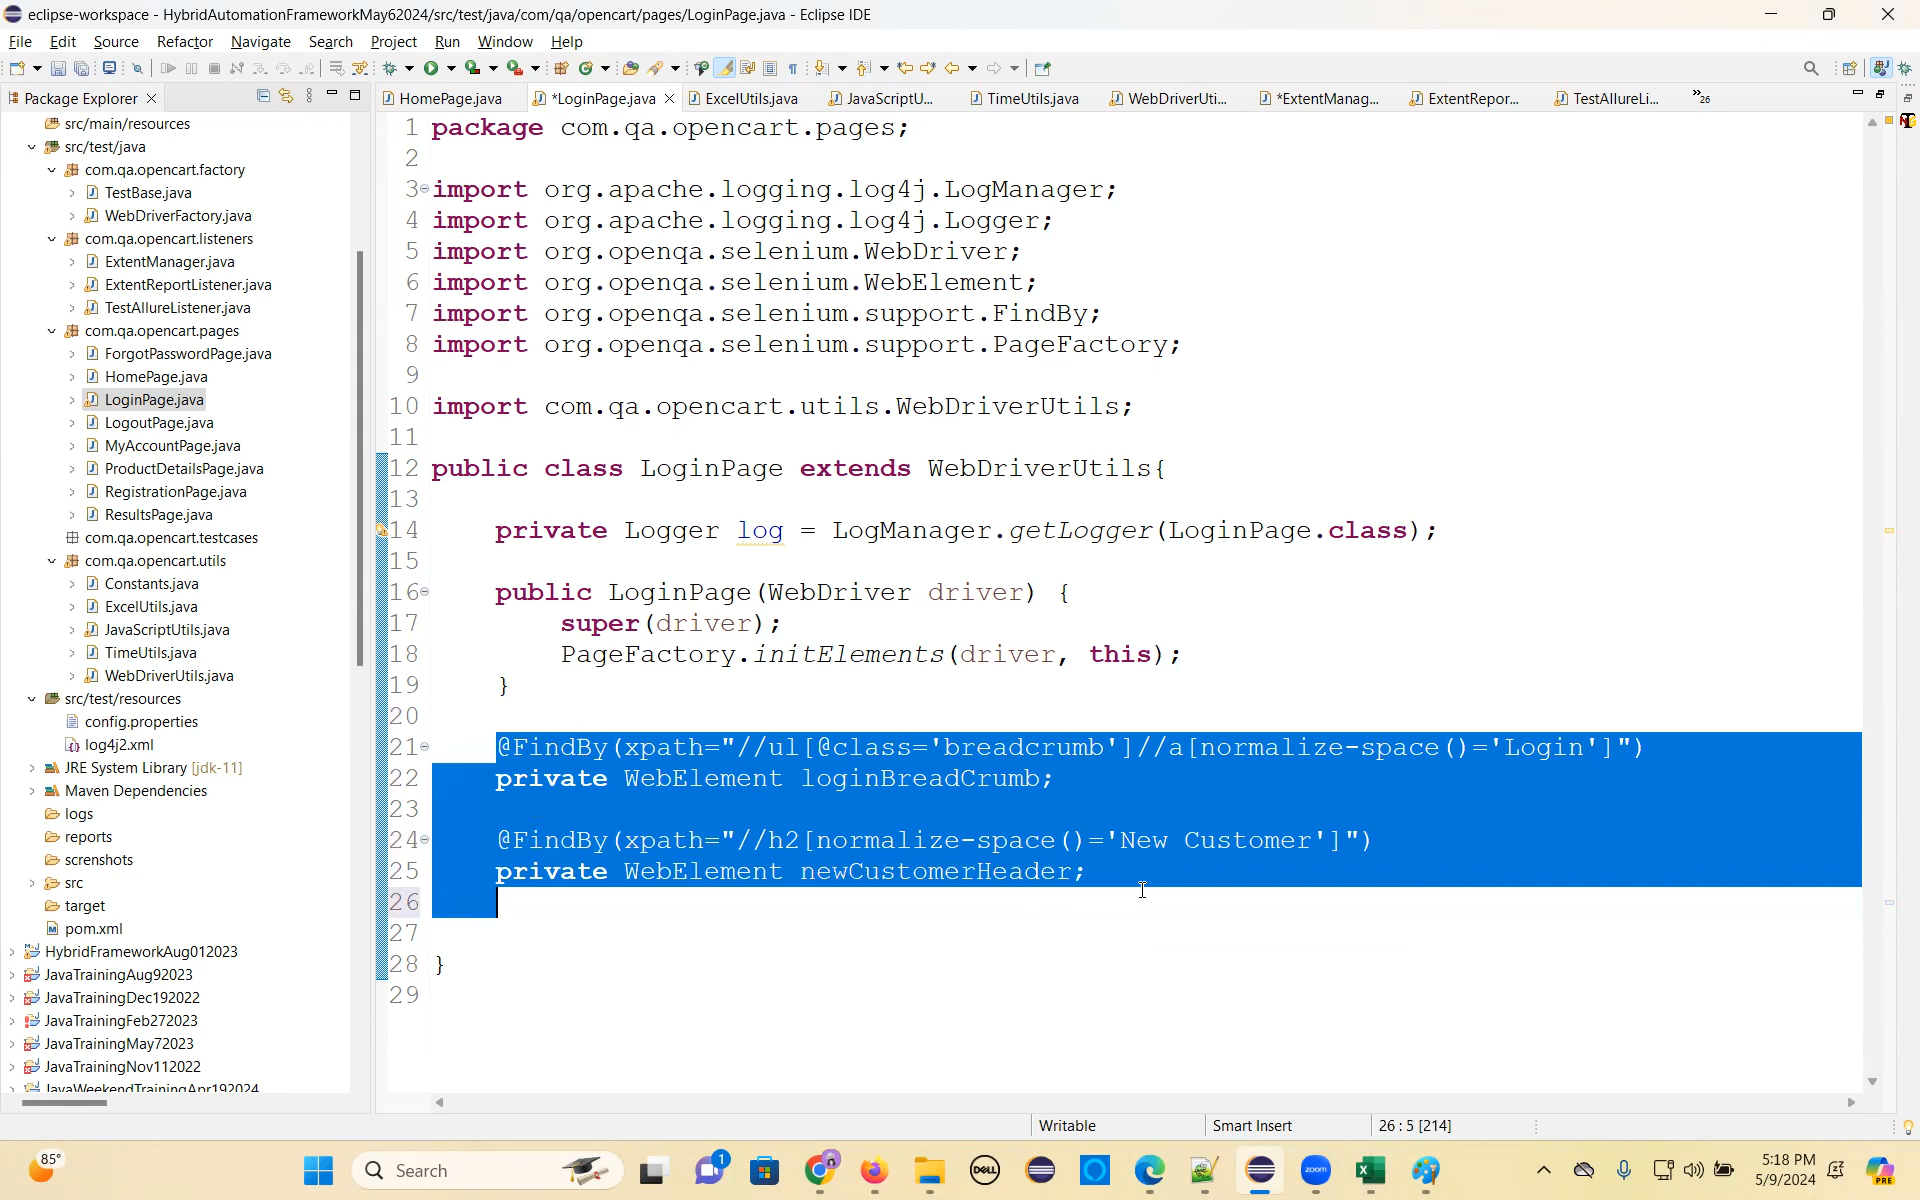 eclipse-workspace - HybridAutomationFrameworkMay62024/src/test/java/com/qa/opencart/pages/LoginPage.java - Eclipse IDE
File Edit Source Refactor Navigate Search Project Run Window Help
Package Explorer
HomePage.java *LoginPage.java ExcelUtils.java JavaScriptU... TimeUtils.java WebDriverUti... *ExtentManag... ExtentRepor... TestAllureLi... »26
src/main/resources
src/test/java
com.qa.opencart.factory
TestBase.java
WebDriverFactory.java
com.qa.opencart.listeners
ExtentManager.java
ExtentReportListener.java
TestAllureListener.java
com.qa.opencart.pages
ForgotPasswordPage.java
HomePage.java
LoginPage.java
LogoutPage.java
MyAccountPage.java
ProductDetailsPage.java
RegistrationPage.java
ResultsPage.java
com.qa.opencart.testcases
com.qa.opencart.utils
Constants.java
ExcelUtils.java
JavaScriptUtils.java
TimeUtils.java
WebDriverUtils.java
src/test/resources
config.properties
log4j2.xml
JRE System Library [jdk-11]
Maven Dependencies
logs
reports
screnshots
src
target
pom.xml
HybridFrameworkAug012023
JavaTrainingAug92023
JavaTrainingDec192022
JavaTrainingFeb272023
JavaTrainingMay72023
JavaTrainingNov112022
JavaWeekendTrainingApr192024
1 package com.qa.opencart.pages;
2
3 import org.apache.logging.log4j.LogManager;
4 import org.apache.logging.log4j.Logger;
5 import org.openqa.selenium.WebDriver;
6 import org.openqa.selenium.WebElement;
7 import org.openqa.selenium.support.FindBy;
8 import org.openqa.selenium.support.PageFactory;
9
10 import com.qa.opencart.utils.WebDriverUtils;
11
12 public class LoginPage extends WebDriverUtils{
13
14 private Logger log = LogManager.getLogger(LoginPage.class);
15
16 public LoginPage(WebDriver driver) {
17 super(driver);
18 PageFactory.initElements(driver, this);
19 }
20
21 @FindBy(xpath="//ul[@class='breadcrumb']//a[normalize-space()='Login']")
22 private WebElement loginBreadCrumb;
23
24 @FindBy(xpath="//h2[normalize-space()='New Customer']")
25 private WebElement newCustomerHeader;
26
27
28 }
29
Writable Smart Insert 26 : 5 [214]
85° Search 1 DELL zoom PRE
5:18 PM
5/9/2024